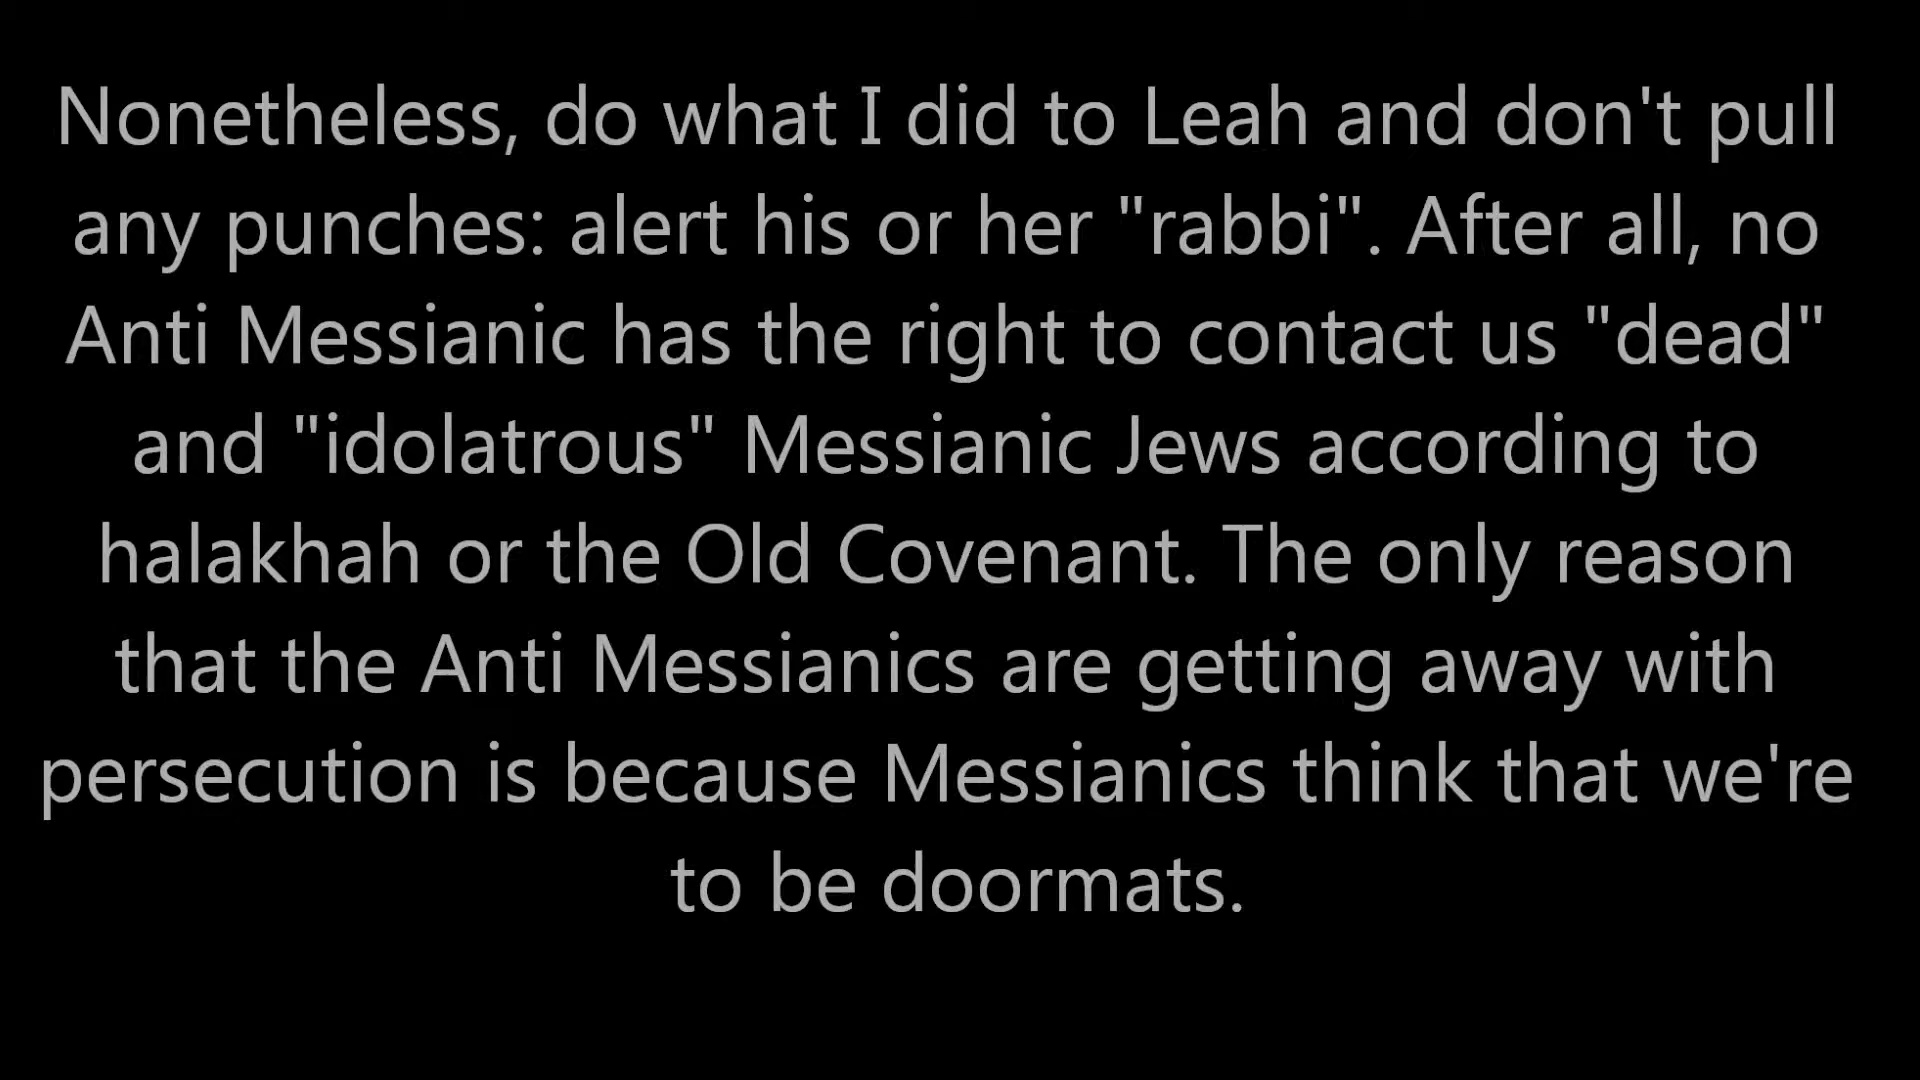 Nonetheless, do what I did to Leah and don't pull
any punches: alert his or her "rabbi". After all, no
Anti Messianic has the right to contact us "dead"
and "idolatrous" Messianic Jews according to
halakhah or the Old Covenant. The only reason
that the Anti Messianics are getting away with
persecution is because Messianics think that we're
to be doormats.